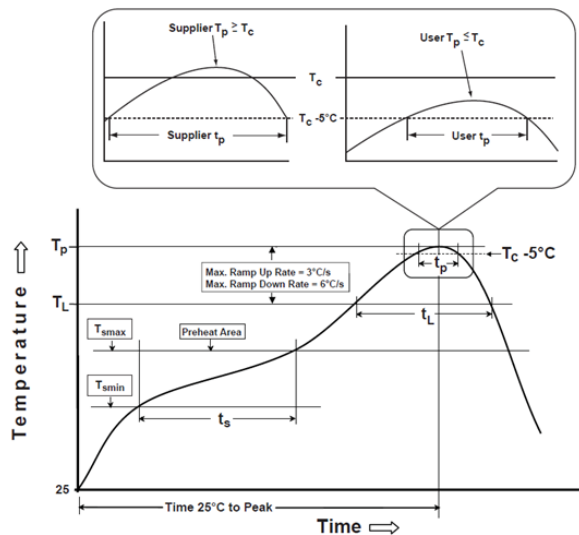 Supplier Tp ≥ Tc
User Tp ≤ Tc
Tc
Tc -5°C
Supplier tp
User tp
Tp
Tc -5°C
tp
Max. Ramp Up Rate = 3°C/s
Max. Ramp Down Rate = 6°C/s
TL
tL
Tsmax
Preheat Area
Tsmin
ts
Temperature
25
Time 25°C to Peak
Time